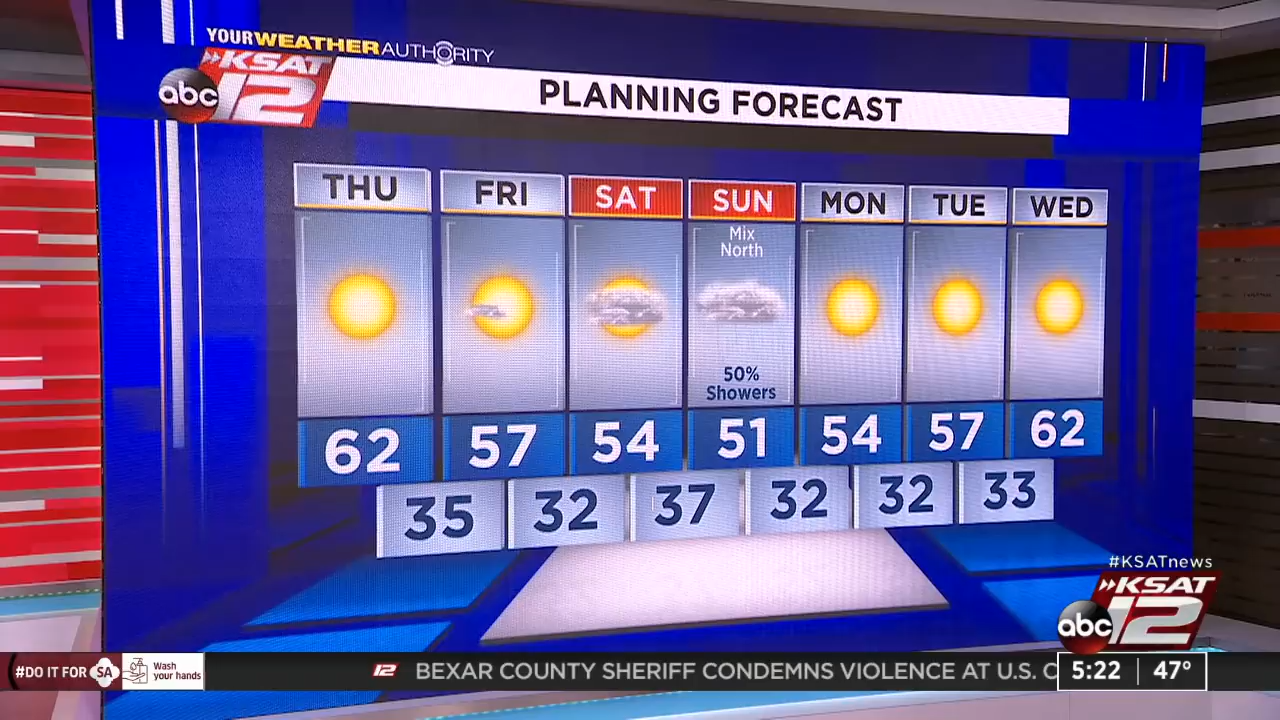 YOURWEATHERAUTHORITY
KSAT
abc 12
PLANNING FORECAST
THU FRI SAT SUN MON TUE WED
Mix
North
50%
Showers
62 57 54 51 54 57 62
35 32 37 32 32 33
#KSATnews
KSAT
abc 12
#DO IT FOR SA
Wash
your hands
12 BEXAR COUNTY SHERIFF CONDEMNS VIOLENCE AT U.S. C
5:22 47°